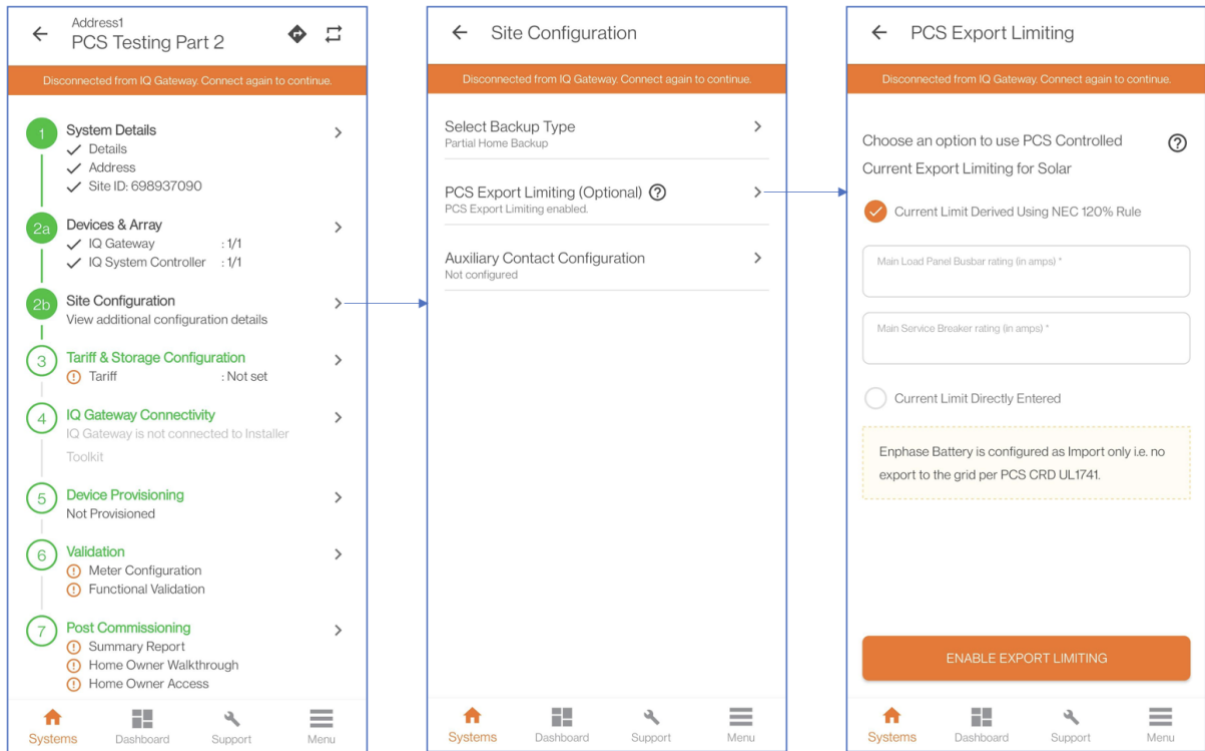 Address1
PCS Testing Part 2
Disconnected from IQ Gateway. Connect again to continue.
1
System Details
Details
Address
Site ID: 698937090
2a
Devices & Array
IQ Gateway : 1/1
IQ System Controller : 1/1
2b
Site Configuration
View additional configuration details
3
Tariff & Storage Configuration
Tariff : Not set
4
IQ Gateway Connectivity
IQ Gateway is not connected to Installer
Toolkit
5
Device Provisioning
Not Provisioned
6
Validation
Meter Configuration
Functional Validation
7
Post Commissioning
Summary Report
Home Owner Walkthrough
Home Owner Access
Systems Dashboard Support Menu
Site Configuration
Disconnected from IQ Gateway. Connect again to continue.
Select Backup Type
Partial Home Backup
PCS Export Limiting (Optional) ?
PCS Export Limiting enabled.
Auxiliary Contact Configuration
Not configured
Systems Dashboard Support Menu
PCS Export Limiting
Disconnected from IQ Gateway. Connect again to continue.
Choose an option to use PCS Controlled ?
Current Export Limiting for Solar
Current Limit Derived Using NEC 120% Rule
Main Load Panel Busbar rating (in amps) *
Main Service Breaker rating (in amps) *
Current Limit Directly Entered
Enphase Battery is configured as Import only i.e. no
export to the grid per PCS CRD UL1741.
ENABLE EXPORT LIMITING
Systems Dashboard Support Menu